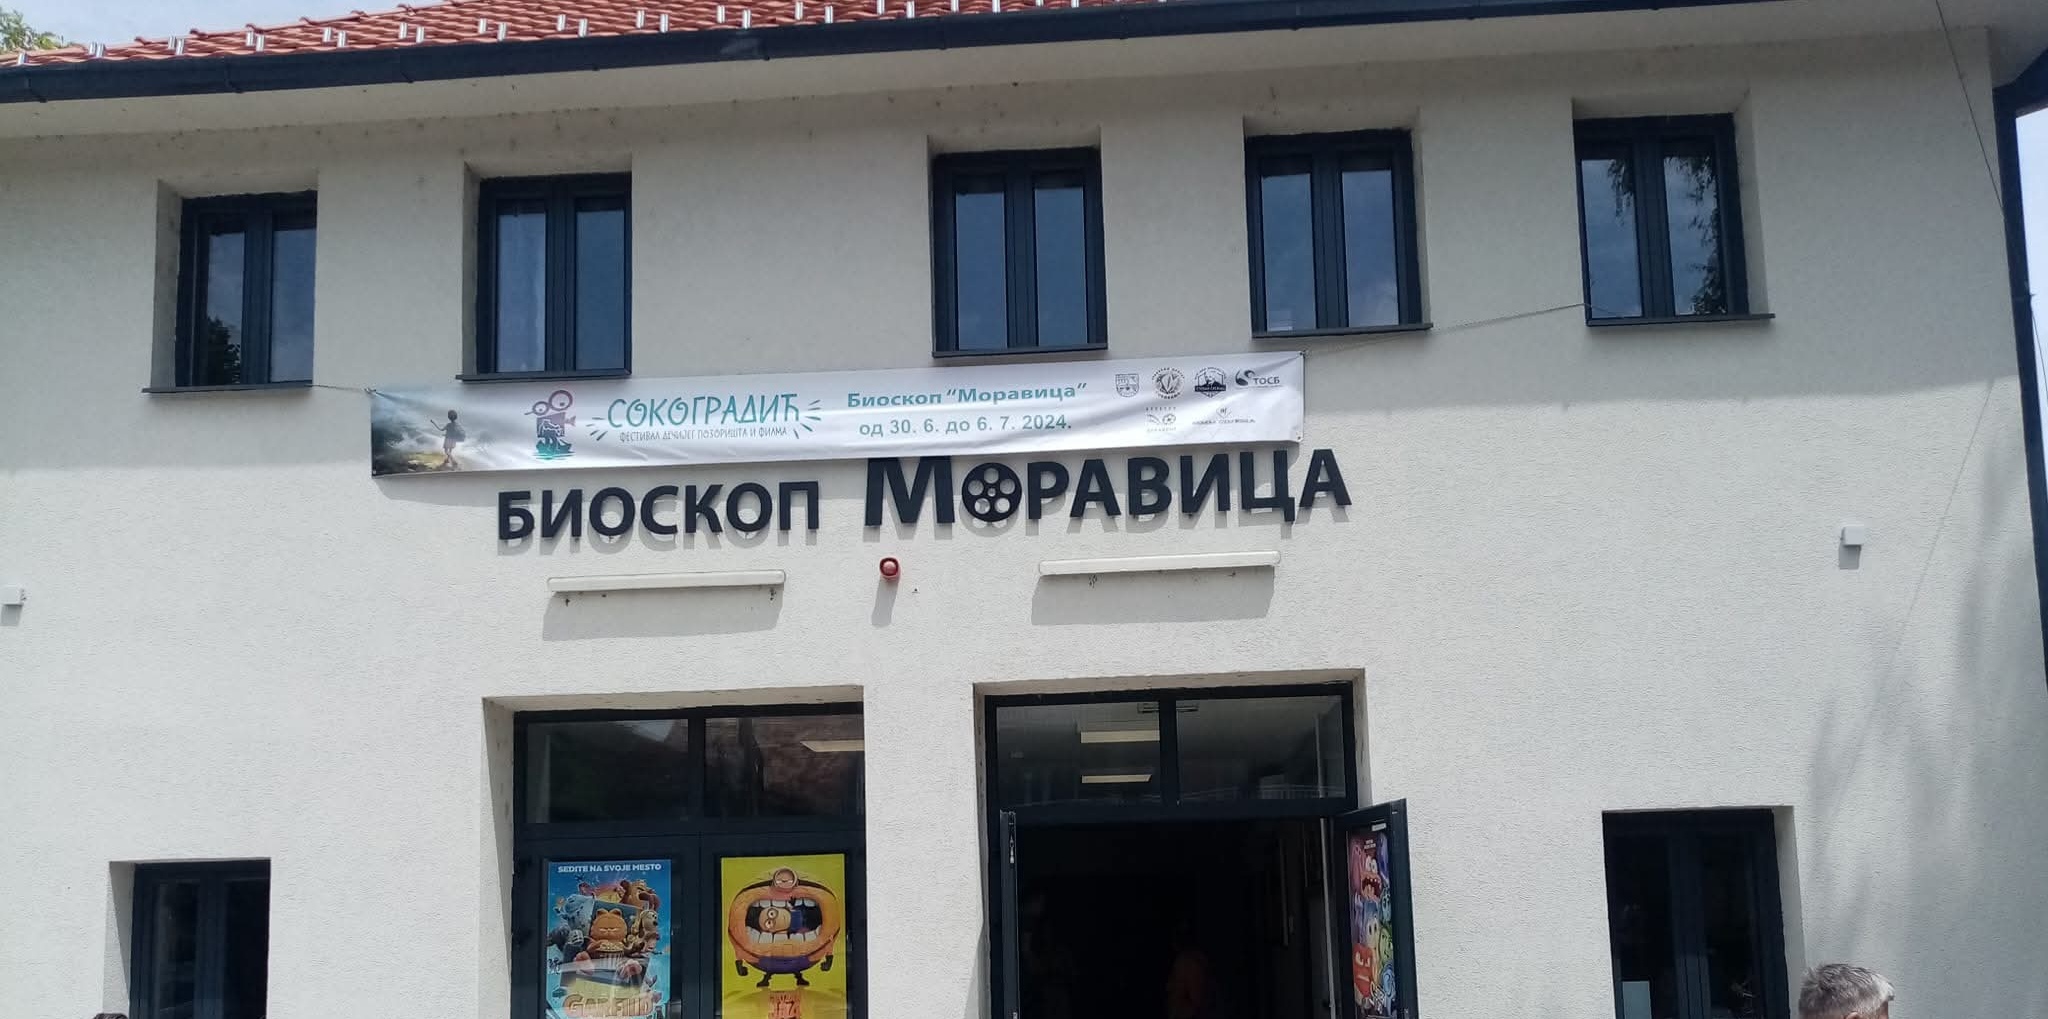 СОКОГРАДИЋ
ФЕСТИВАЛ ДЕЧИЈЕГ ПОЗОРИШТА И ФИЛМА
Биоскоп "Моравица"
од 30. 6. до 6. 7. 2024.
ТОСБ
БИОСКОП МОРАВИЦА
SEDITE NA SVOJE MESTO
GARFILD